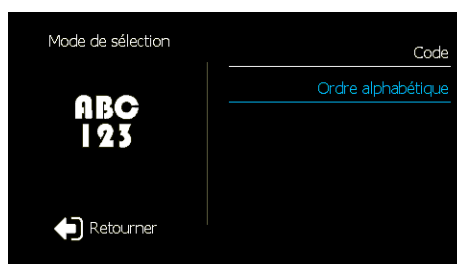 Mode de sélection
Code
Ordre alphabétique
ABC
123
Retourner